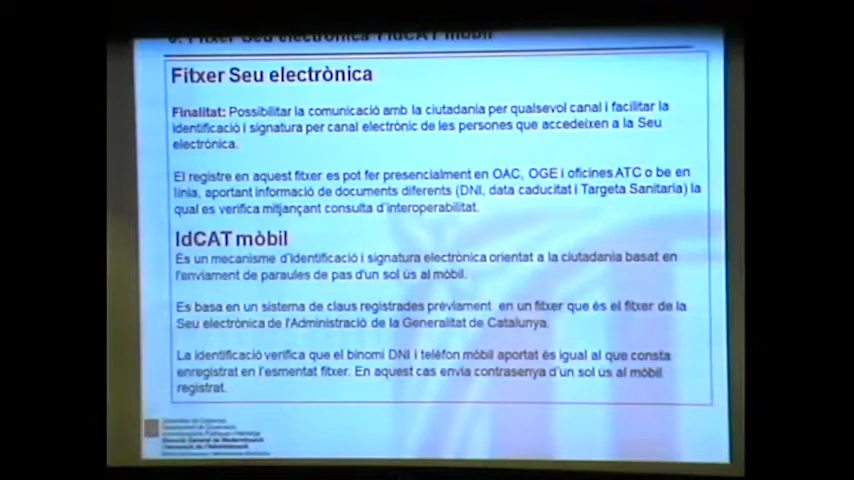 Fitxer Seu electrònica
Finalitat: Possibilitar la comunicació amb la ciutadania per qualsevol canal i facilitar la
identificació i signatura per canal electrònic de les persones que accedeixen a la Seu
electrònica.
El registre en aquest fitxer es pot fer presencialment en OAC, OGE i oficines ATC o be en
línia, aportant informació de documents diferents (DNI, data caducitat i Targeta Sanitaria) la
qual es verifica mitjançant consulta d'interoperabilitat.
IdCAT mòbil
Es un mecanisme d'identificació i signatura electrònica orientat a la ciutadania basat en
l'enviament de paraules de pas d'un sol ús al mòbil.
Es basa en un sistema de claus registrades prèviament en un fitxer que és el fitxer de la
Seu electrònica de l'Administració de la Generalitat de Catalunya.
La identificació verifica que el binomi DNI i telèfon mòbil aportat és igual al que consta
enregistrat en l'esmentat fitxer. En aquest cas envia contrasenya d'un sol ús al mòbil
registrat.